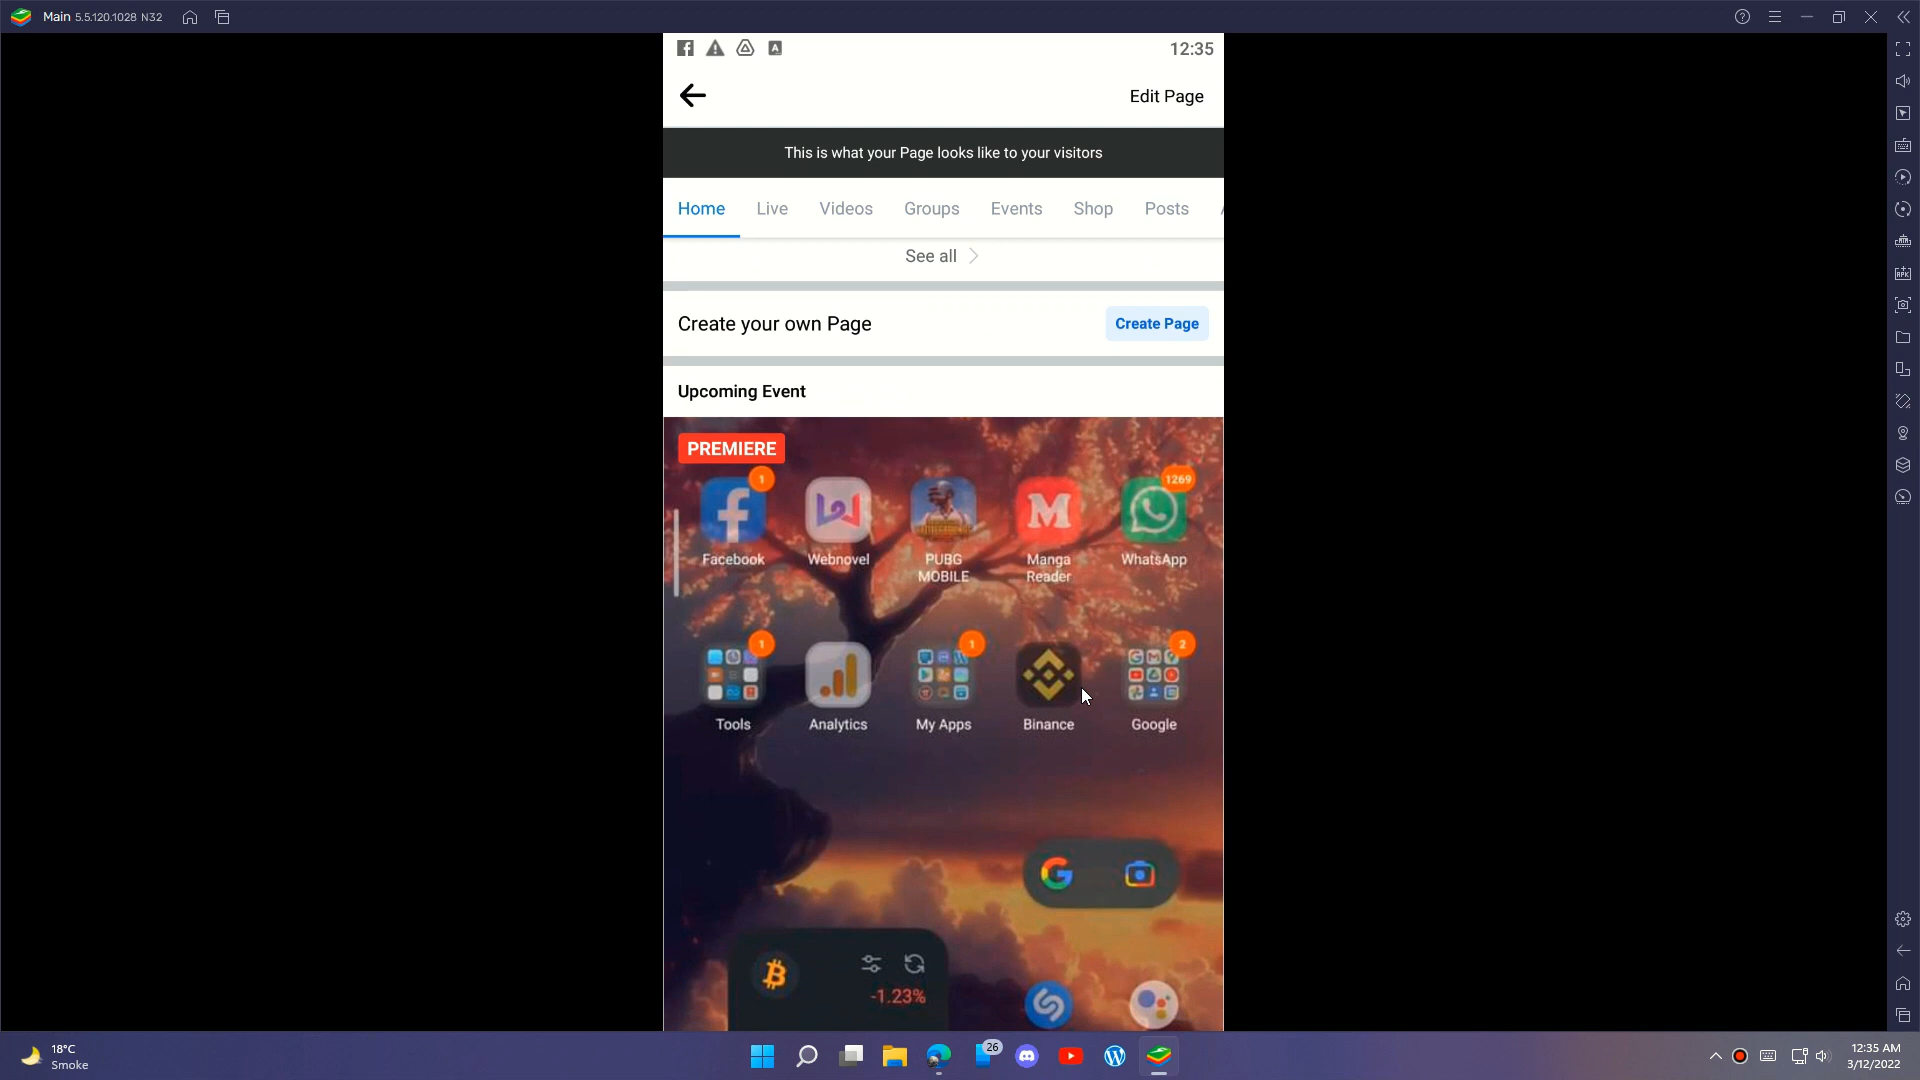 Main 5.5.120.1028 N32
12:35
Edit Page
This is what your Page looks like to your visitors
Home Live Videos Groups Events Shop Posts
See all
Create your own Page
Create Page
Upcoming Event
PREMIERE
1
1269
Facebook Webnovel PUBG MOBILE Manga Reader WhatsApp
1
1
2
Tools Analytics My Apps Binance Google
-1.23%
18°C
Smoke
26
12:35 AM
3/12/2022